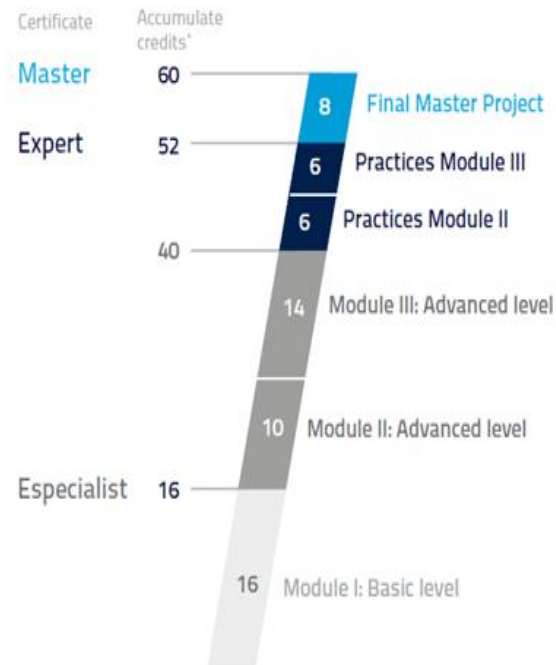 Certificate Accumulate
credits*
Master 60
8 Final Master Project
Expert 52
6 Practices Module III
6 Practices Module II
40
14 Module III: Advanced level
10 Module II: Advanced level
Especialist 16
16 Module I: Basic level